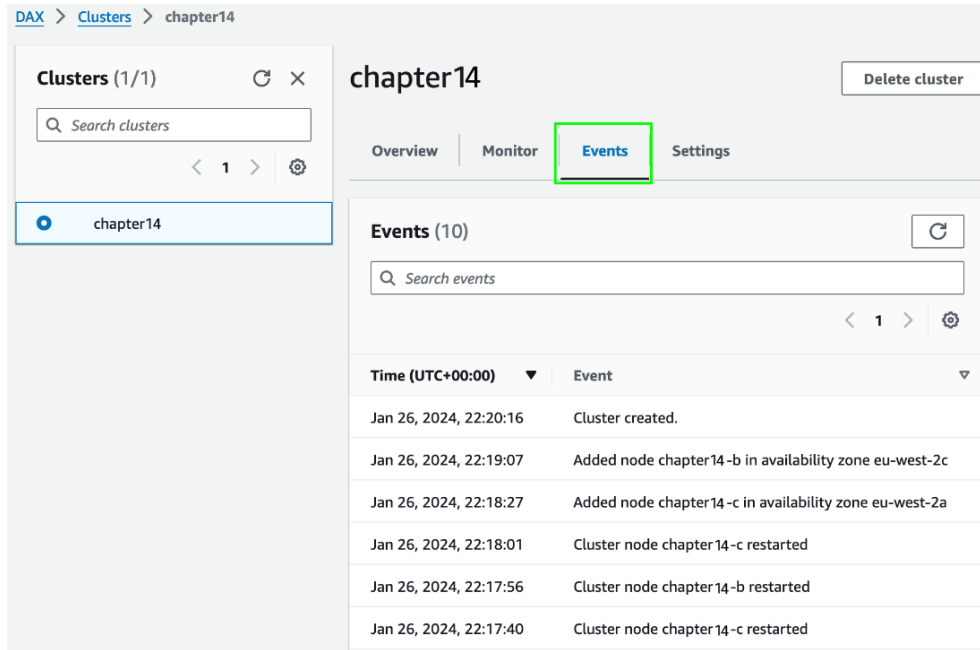 DAX > Clusters > chapter14
Clusters (1/1)
Search clusters
1
chapter14
chapter14
Delete cluster
Overview Monitor Events Settings
Events (10)
Search events
1
Time (UTC+00:00) Event
Jan 26, 2024, 22:20:16 Cluster created.
Jan 26, 2024, 22:19:07 Added node chapter14-b in availability zone eu-west-2c
Jan 26, 2024, 22:18:27 Added node chapter14-c in availability zone eu-west-2a
Jan 26, 2024, 22:18:01 Cluster node chapter14-c restarted
Jan 26, 2024, 22:17:56 Cluster node chapter14-b restarted
Jan 26, 2024, 22:17:40 Cluster node chapter14-c restarted